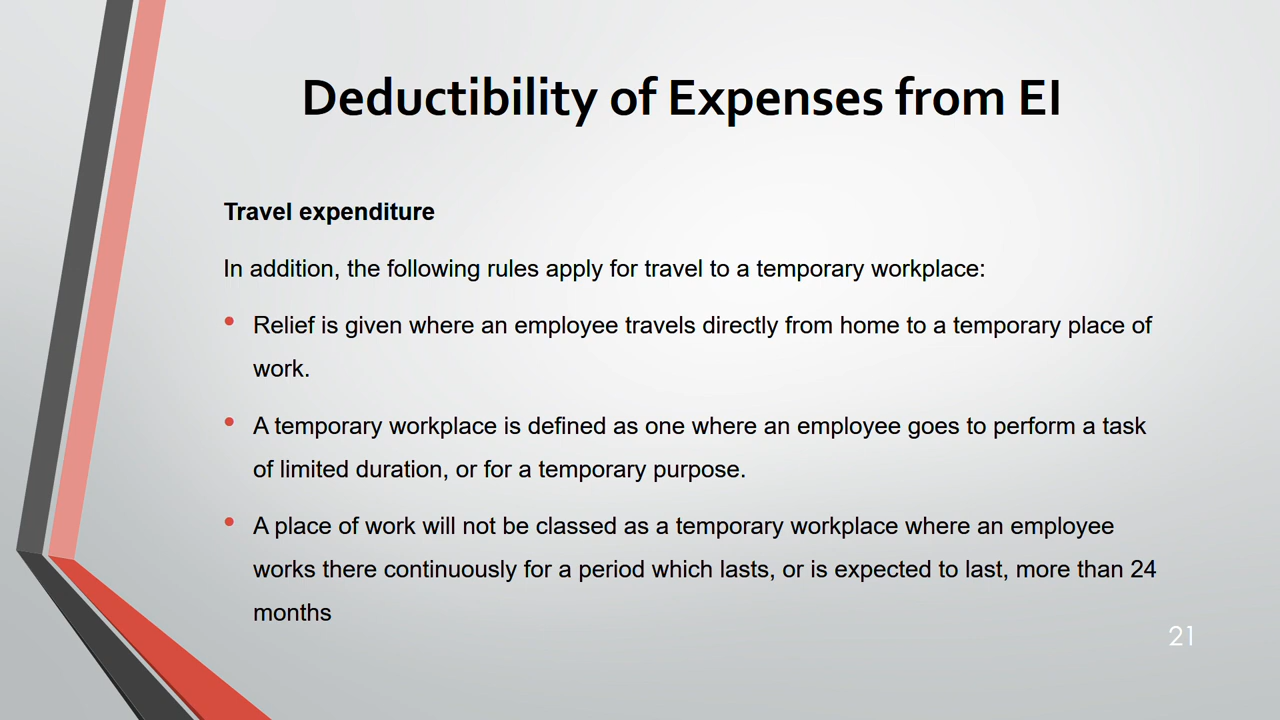 Deductibility of Expenses from EI
Travel expenditure
In addition, the following rules apply for travel to a temporary workplace:
• Relief is given where an employee travels directly from home to a temporary place of
work.
• A temporary workplace is defined as one where an employee goes to perform a task
of limited duration, or for a temporary purpose.
• A place of work will not be classed as a temporary workplace where an employee
works there continuously for a period which lasts, or is expected to last, more than 24
months
21